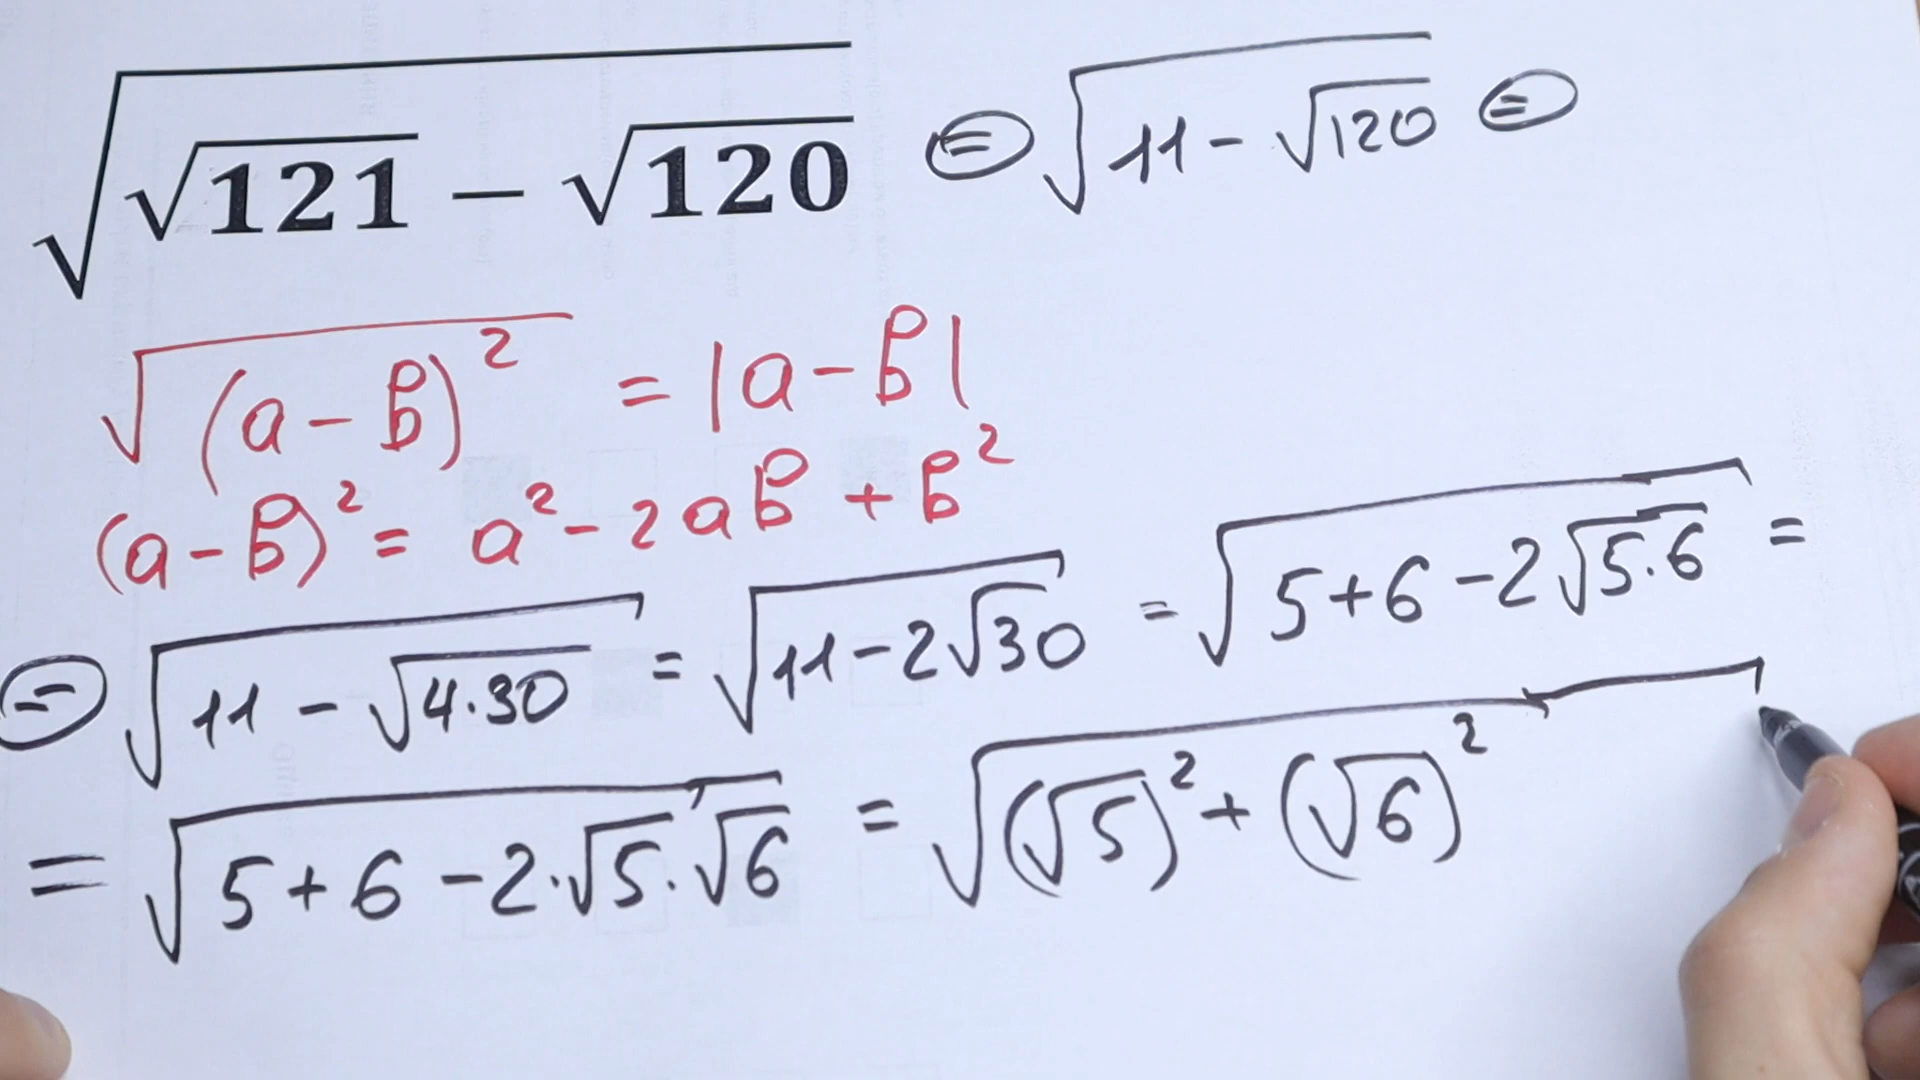 √(√121 − √120) = √(11 − √120) =
√((a − b)²) = |a − b|
(a − b)² = a² − 2ab + b²
= √(11 − √(4·30)) = √(11 − 2√30) = √(5 + 6 − 2√(5·6)) =
= √(5 + 6 − 2·√5·√6) = √((√5)² + (√6)²